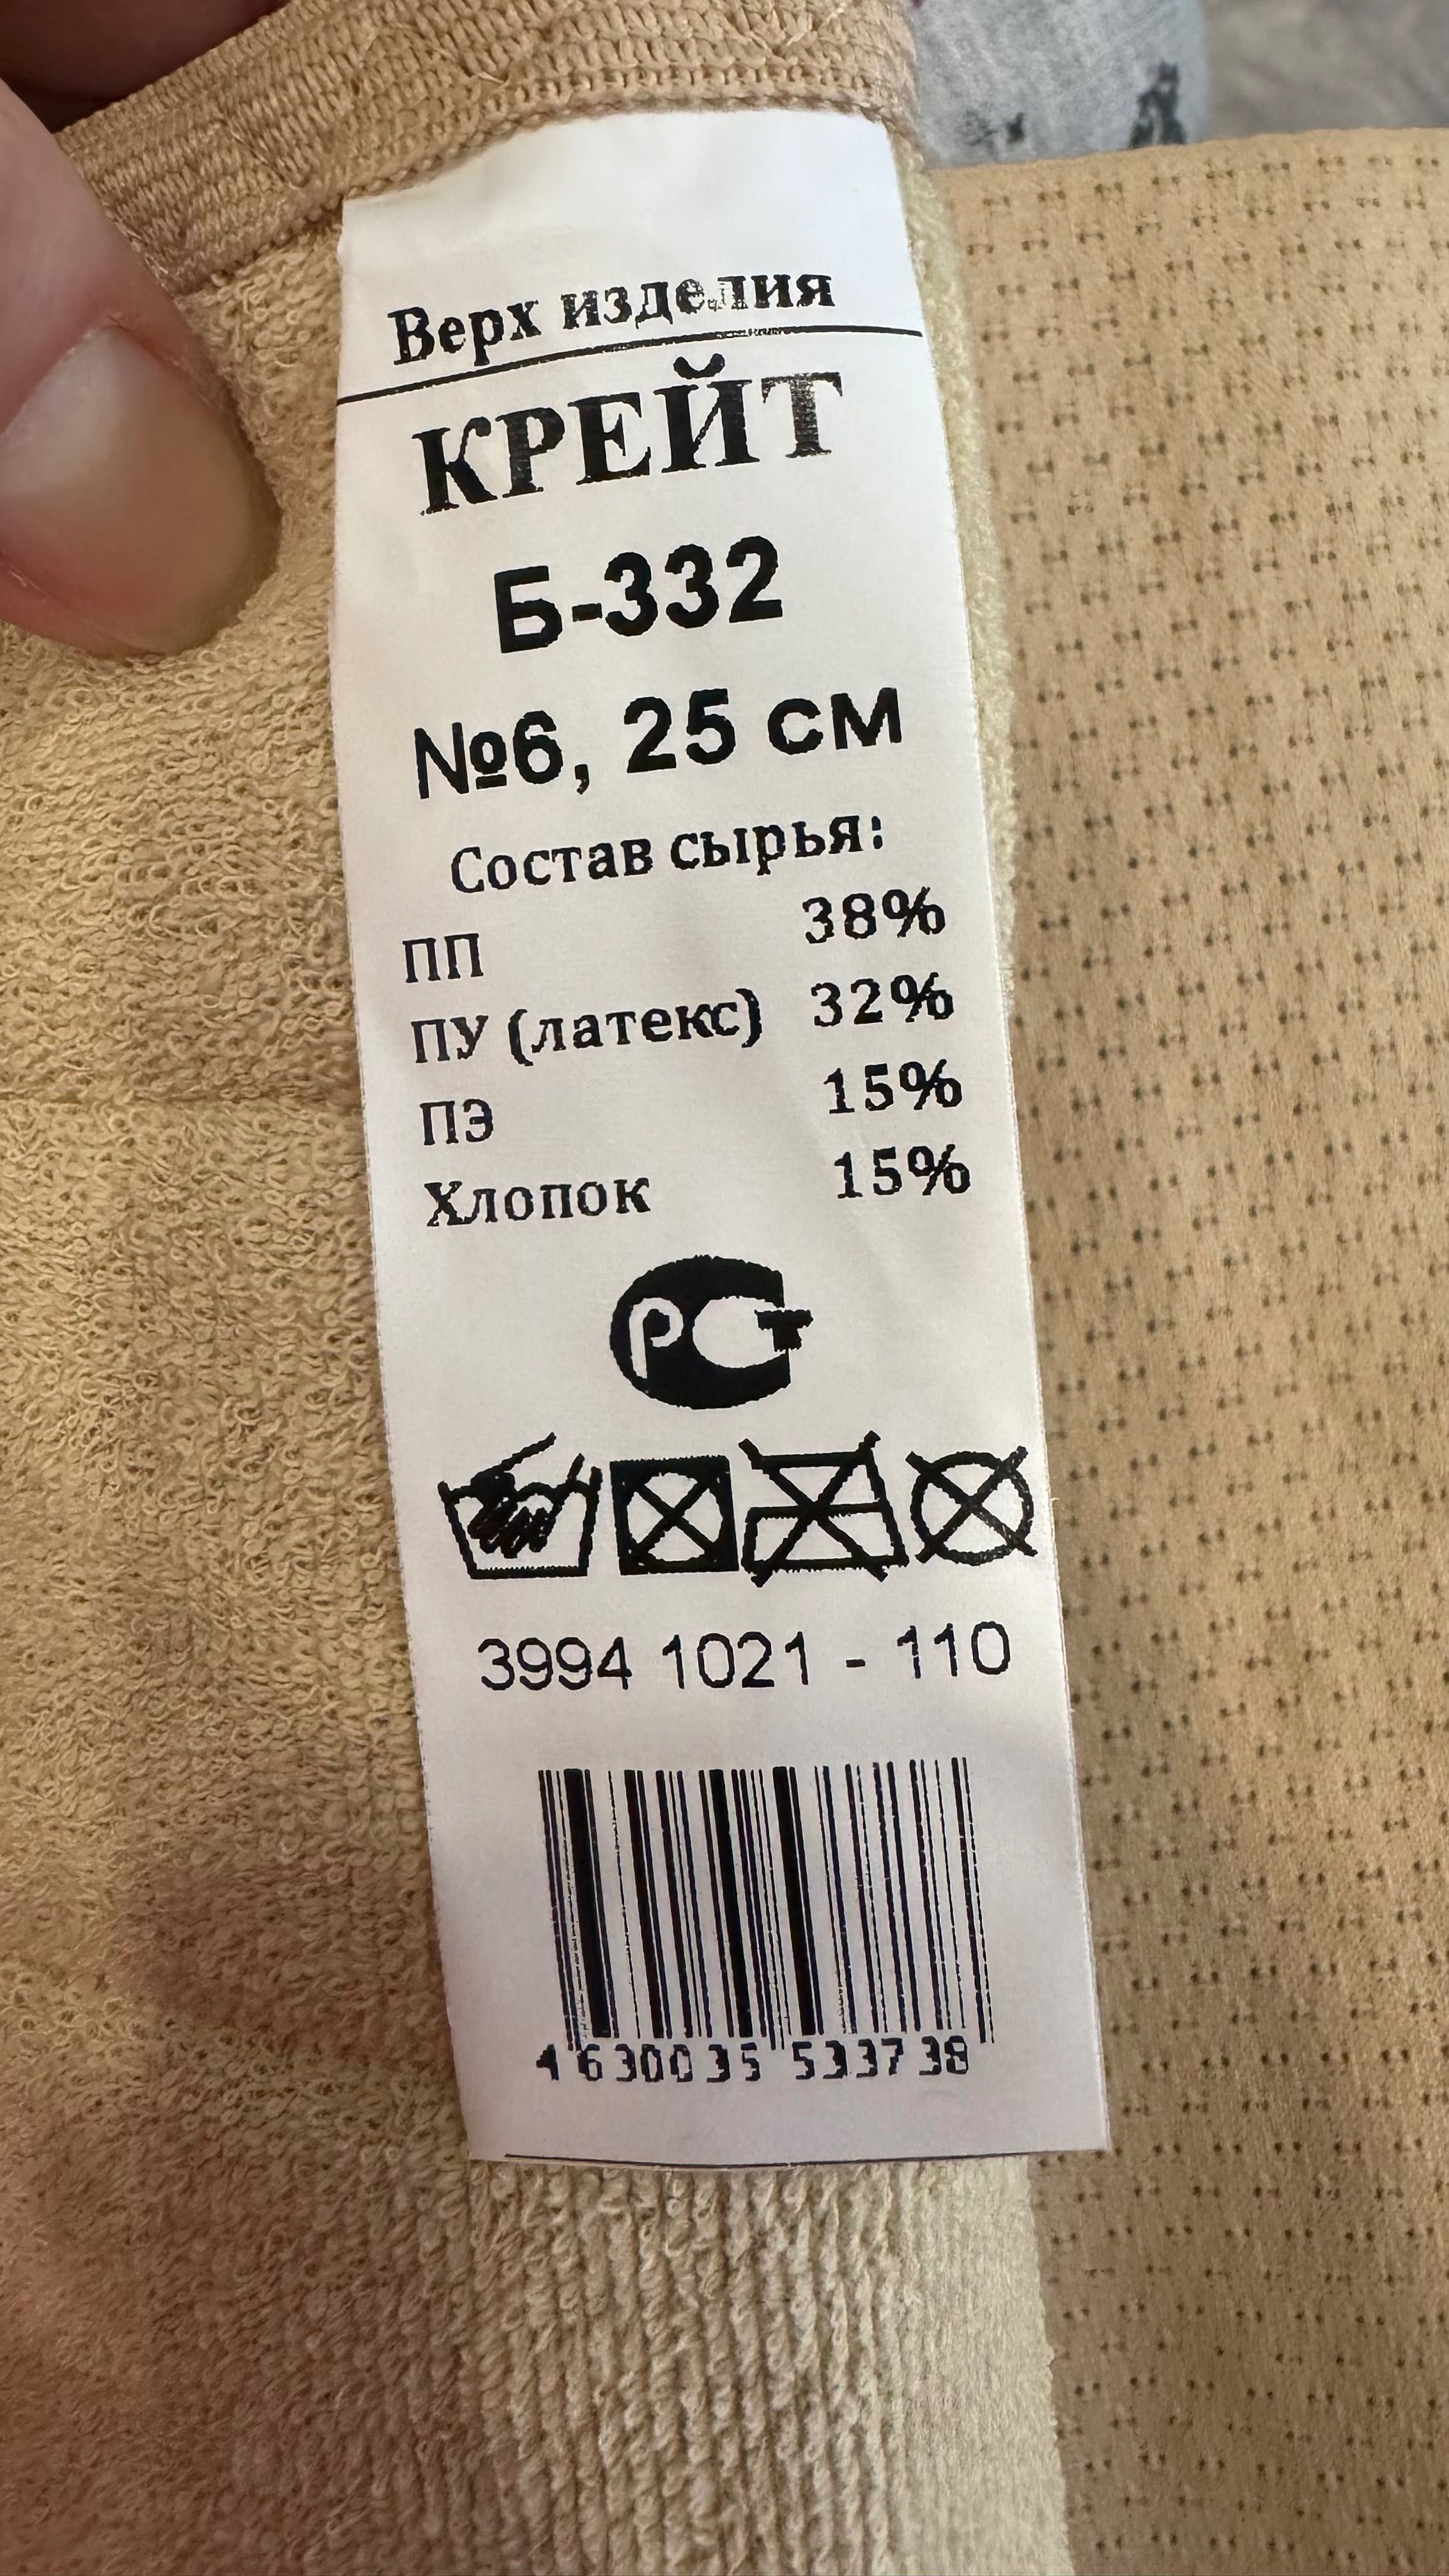 Верх изделия
КРЕЙТ
Б-332
№6, 25 см
Состав сырья:
ПП 38%
ПУ (латекс) 32%
ПЭ 15%
Хлопок 15%
РСТ
3994 1021 - 110
4 630035 533738